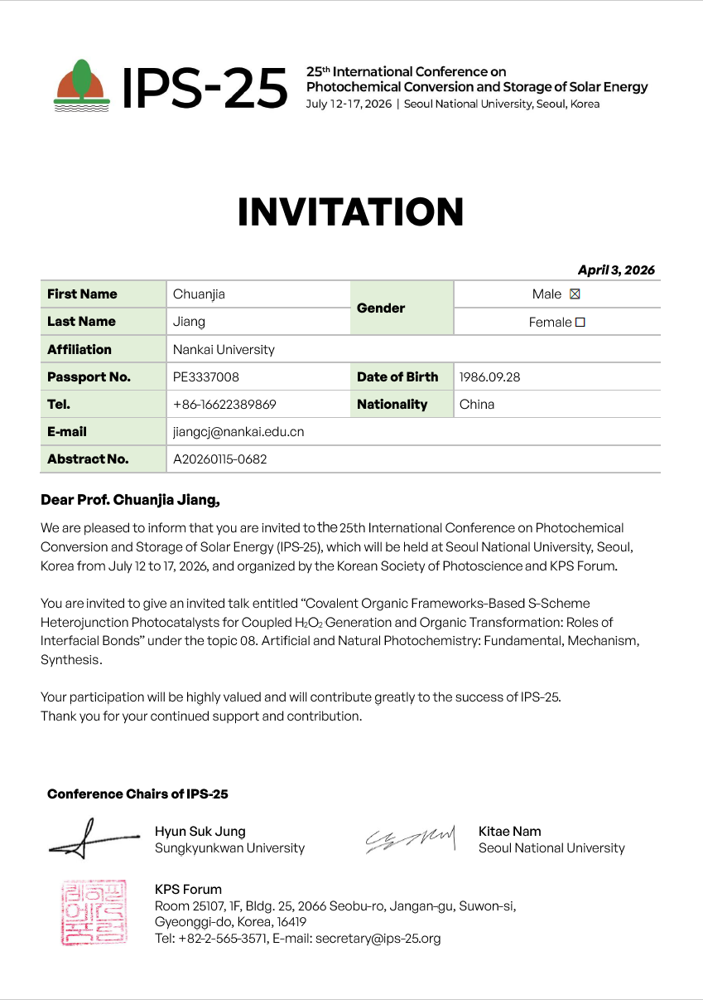 IPS-25
25th International Conference on
Photochemical Conversion and Storage of Solar Energy
July 12-17, 2026 | Seoul National University, Seoul, Korea
INVITATION
April 3, 2026
First Name Chuanjia Gender Male ☒
Last Name Jiang Female ☐
Affiliation Nankai University
Passport No. PE3337008 Date of Birth 1986.09.28
Tel. +86-16622389869 Nationality China
E-mail jiangcj@nankai.edu.cn
Abstract No. A20260115-0682
Dear Prof. Chuanjia Jiang,
We are pleased to inform that you are invited to the 25th International Conference on Photochemical
Conversion and Storage of Solar Energy (IPS-25), which will be held at Seoul National University, Seoul,
Korea from July 12 to 17, 2026, and organized by the Korean Society of Photoscience and KPS Forum.
You are invited to give an invited talk entitled “Covalent Organic Frameworks-Based S-Scheme
Heterojunction Photocatalysts for Coupled H₂O₂ Generation and Organic Transformation: Roles of
Interfacial Bonds” under the topic 08. Artificial and Natural Photochemistry: Fundamental, Mechanism,
Synthesis.
Your participation will be highly valued and will contribute greatly to the success of IPS-25.
Thank you for your continued support and contribution.
Conference Chairs of IPS-25
Hyun Suk Jung
Sungkyunkwan University
Kitae Nam
Seoul National University
KPS Forum
Room 25107, 1F, Bldg. 25, 2066 Seobu-ro, Jangan-gu, Suwon-si,
Gyeonggi-do, Korea, 16419
Tel: +82-2-565-3571, E-mail: secretary@ips-25.org